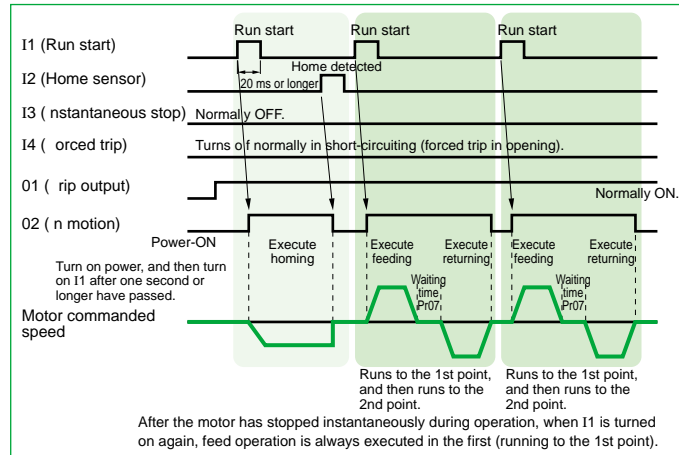 Run start Run start Run start
I1 (Run start)
Home detected
I2 (Home sensor)
20 ms or longer
I3 ( nstantaneous stop) Normally OFF.
I4 ( orced trip) Turns of normally in short-circuiting (forced trip in opening).
01 ( rip output)
Normally ON.
02 ( n motion)
Power-ON
Execute homing
Execute feeding
Execute returning
Execute feeding
Execute returning
Turn on power, and then turn
on I1 after one second or
longer have passed.
Waiting
time
Pr07
Waiting
time
Pr07
Motor commanded
speed
Runs to the 1st point,
and then runs to the
2nd point.
Runs to the 1st point,
and then runs to the
2nd point.
After the motor has stopped instantaneously during operation, when I1 is turned
on again, feed operation is always executed in the first (running to the 1st point).